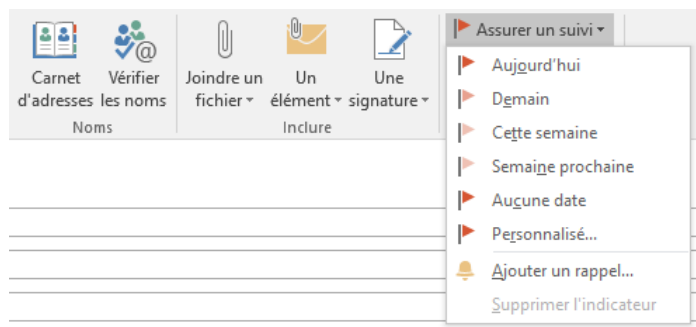 Carnet
d'adresses
Vérifier
les noms
Noms
Joindre un
fichier
Un
élément
Une
signature
Inclure
Assurer un suivi
Aujourd'hui
Demain
Cette semaine
Semaine prochaine
Aucune date
Personnalisé...
Ajouter un rappel...
Supprimer l'indicateur